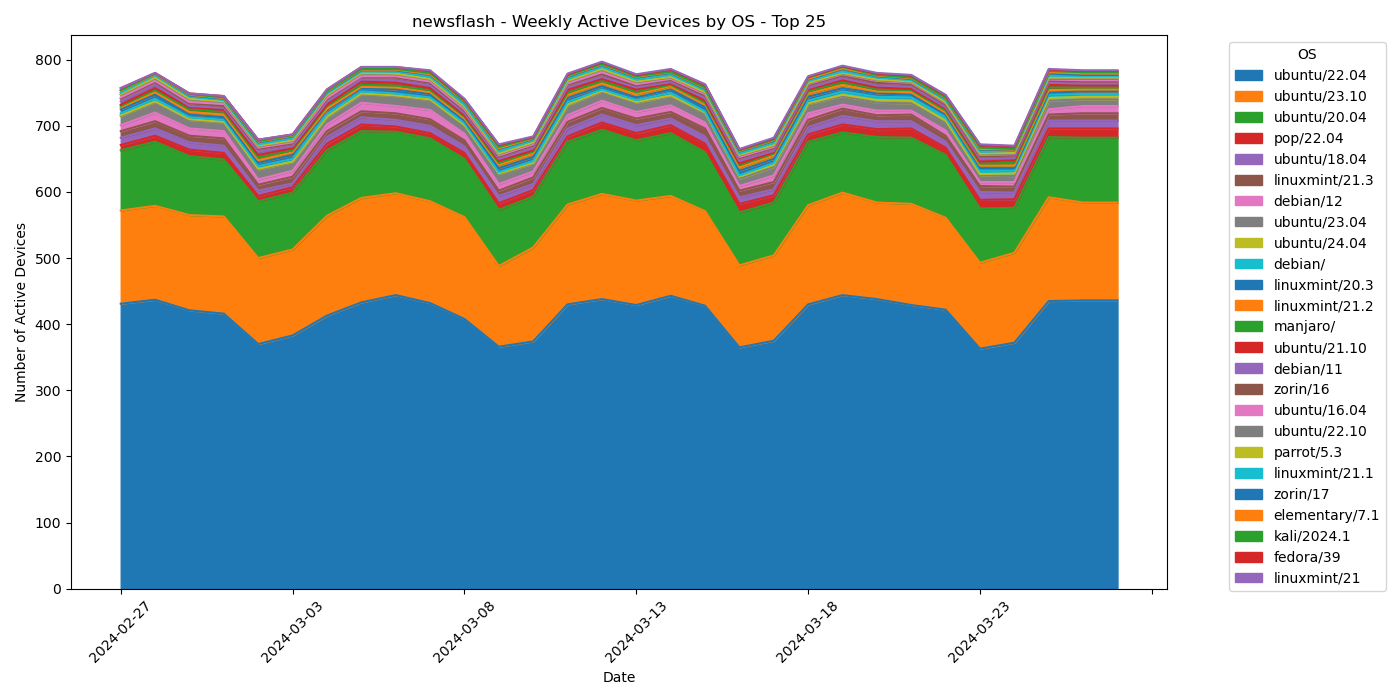 newsflash - Weekly Active Devices by OS - Top 25
Number of Active Devices
800
700
600
500
400
300
200
100
0
2024-02-27
2024-03-03
2024-03-08
2024-03-13
2024-03-18
2024-03-23
Date
OS
ubuntu/22.04
ubuntu/23.10
ubuntu/20.04
pop/22.04
ubuntu/18.04
linuxmint/21.3
debian/12
ubuntu/23.04
ubuntu/24.04
debian/
linuxmint/20.3
linuxmint/21.2
manjaro/
ubuntu/21.10
debian/11
zorin/16
ubuntu/16.04
ubuntu/22.10
parrot/5.3
linuxmint/21.1
zorin/17
elementary/7.1
kali/2024.1
fedora/39
linuxmint/21